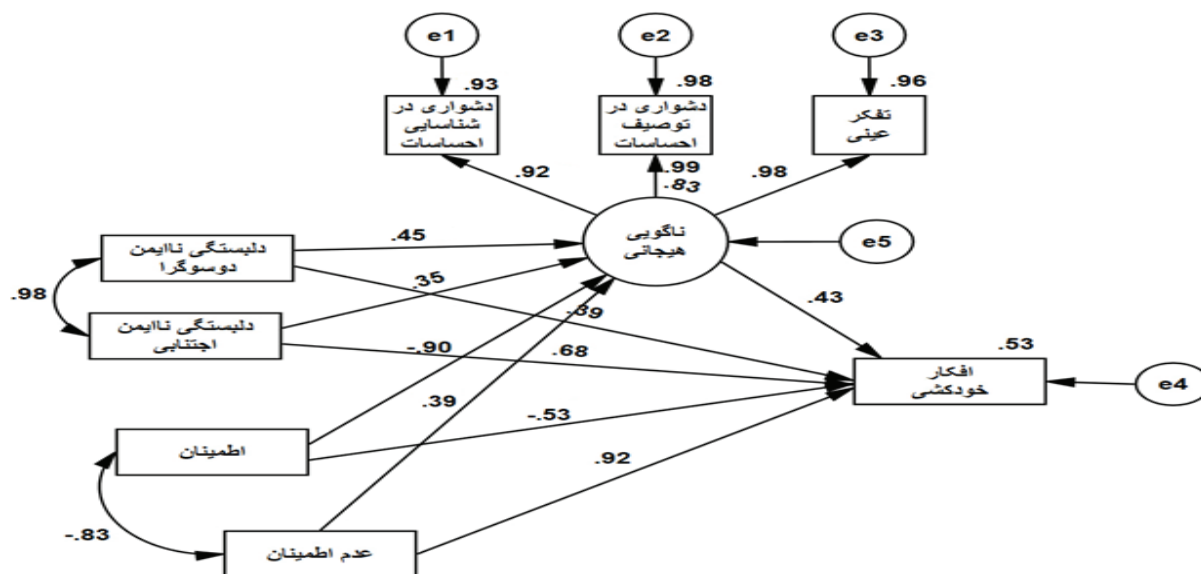 e1
e2
e3
.93
.98
.96
دشواری در
شناسایی
احساسات
دشواری در
توصیف
احساسات
تفکر
عینی
.92
.99
.83
.98
ناگویی
هیجانی
e5
دلبستگی ناایمن
دوسوگرا
.45
.98
.35
.43
.39
دلبستگی ناایمن
اجتنابی
-.90
.68
.53
افکار
خودکشی
e4
.39
-.53
اطمینان
.92
-.83
عدم اطمینان